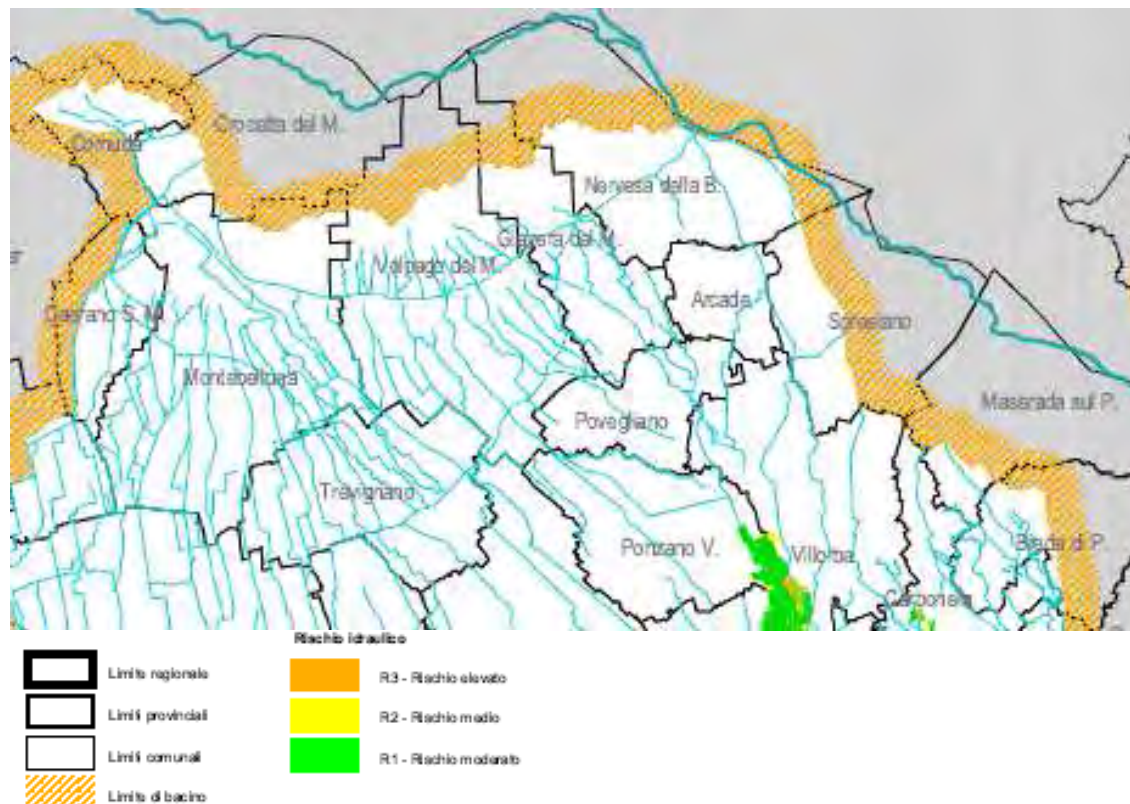 Crocetta del M.
Cornuda
Nervesa della B.
Giavera del M.
Volpago del M.
Arcade
Caerano S. M.
Spresiano
Montebelluna
Maserada sul P.
Povegliano
Trevignano
Ponzano V.
Villorba
Breda di P.
Carbonera
Rischio idraulico
Limite regionale
R3 - Rischio elevato
Limiti provinciali
R2 - Rischio medio
Limiti comunali
R1 - Rischio moderato
Limite di bacino